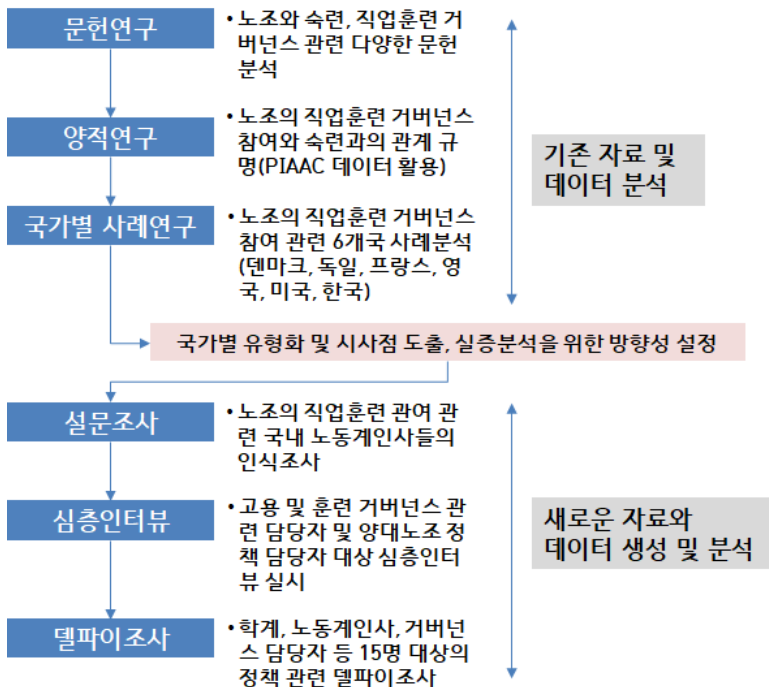 문헌연구
• 노조와 숙련, 직업훈련 거
버넌스 관련 다양한 문헌
분석
양적연구
• 노조의 직업훈련 거버넌스
참여와 숙련과의 관계 규
명(PIAAC 데이터 활용)
국가별 사례연구
• 노조의 직업훈련 거버넌스
참여 관련 6개국 사례분석
(덴마크, 독일, 프랑스, 영
국, 미국, 한국)
기존 자료 및
데이터 분석
국가별 유형화 및 시사점 도출, 실증분석을 위한 방향성 설정
설문조사
• 노조의 직업훈련 관여 관
련 국내 노동계인사들의
인식조사
심층인터뷰
• 고용 및 훈련 거버넌스 관
련 담당자 및 양대노조 정
책 담당자 대상 심층인터
뷰 실시
델파이조사
• 학계, 노동계인사, 거버넌
스 담당자 등 15명 대상의
정책 관련 델파이조사
새로운 자료와
데이터 생성 및 분석